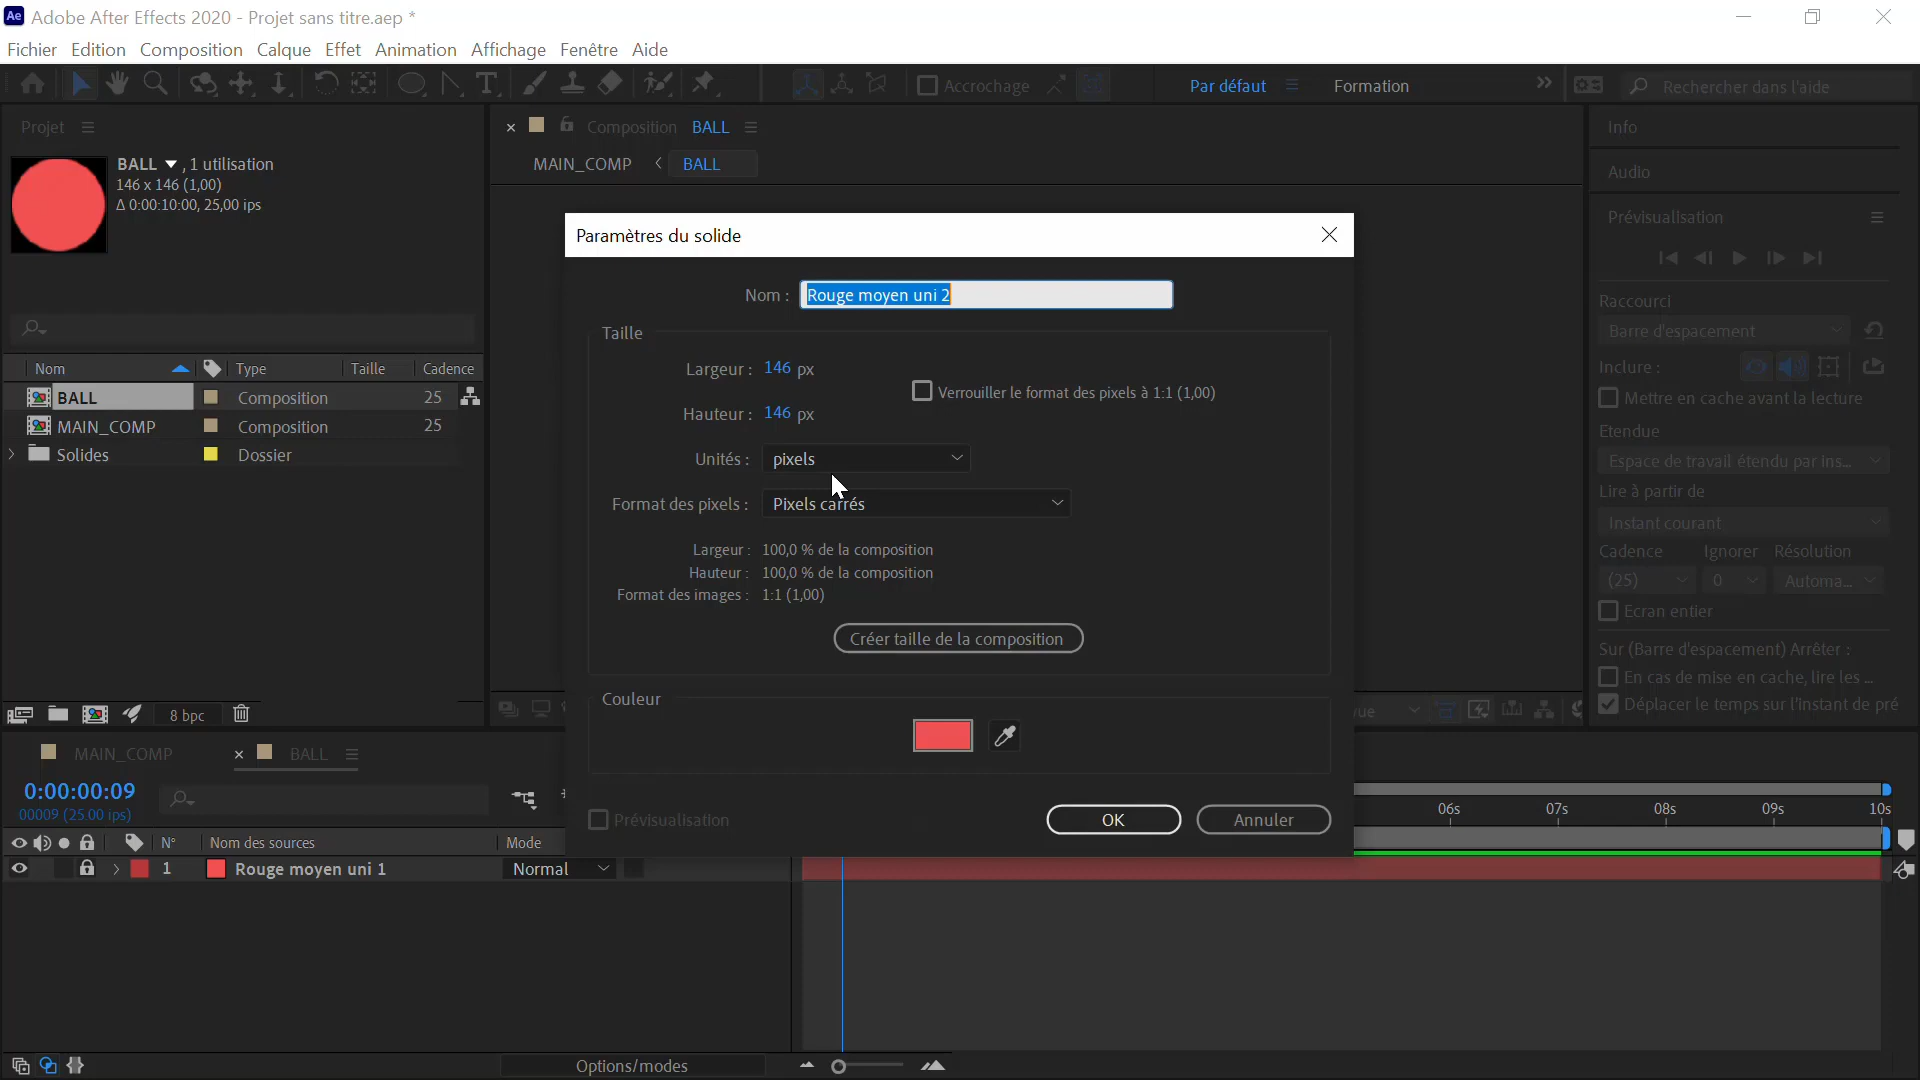 Ae Adobe After Effects 2020 - Projet sans titre.aep *
Fichier Edition Composition Calque Effet Animation Affichage Fenêtre Aide
Accrochage
Par défaut
Formation
Rechercher dans l'aide
Projet
BALL , 1 utilisation
146 x 146 (1,00)
Δ 0:00:10:00, 25,00 ips
Nom Type Taille Cadence
BALL Composition 25
MAIN_COMP Composition 25
Solides Dossier
8 bpc
Composition BALL
MAIN_COMP BALL
Paramètres du solide
Nom : Rouge moyen uni 2
Taille
Largeur : 146 px
Verrouiller le format des pixels à 1:1 (1,00)
Hauteur : 146 px
Unités : pixels
Format des pixels : Pixels carrés
Largeur : 100,0 % de la composition
Hauteur : 100,0 % de la composition
Format des images : 1:1 (1,00)
Créer taille de la composition
Couleur
Prévisualisation
OK
Annuler
Info
Audio
Prévisualisation
Raccourci
Barre d'espacement
Inclure :
Mettre en cache avant la lecture
Etendue
Espace de travail étendu par ins...
Lire à partir de
Instant courant
Cadence Ignorer Résolution
(25) 0 Automa...
Ecran entier
Sur (Barre d'espacement) Arrêter :
En cas de mise en cache, lire les ...
Déplacer le temps sur l'instant de pré
MAIN_COMP BALL
0:00:00:09
00009 (25.00 ips)
N° Nom des sources Mode
1 Rouge moyen uni 1 Normal
06s 07s 08s 09s 10s
Options/modes